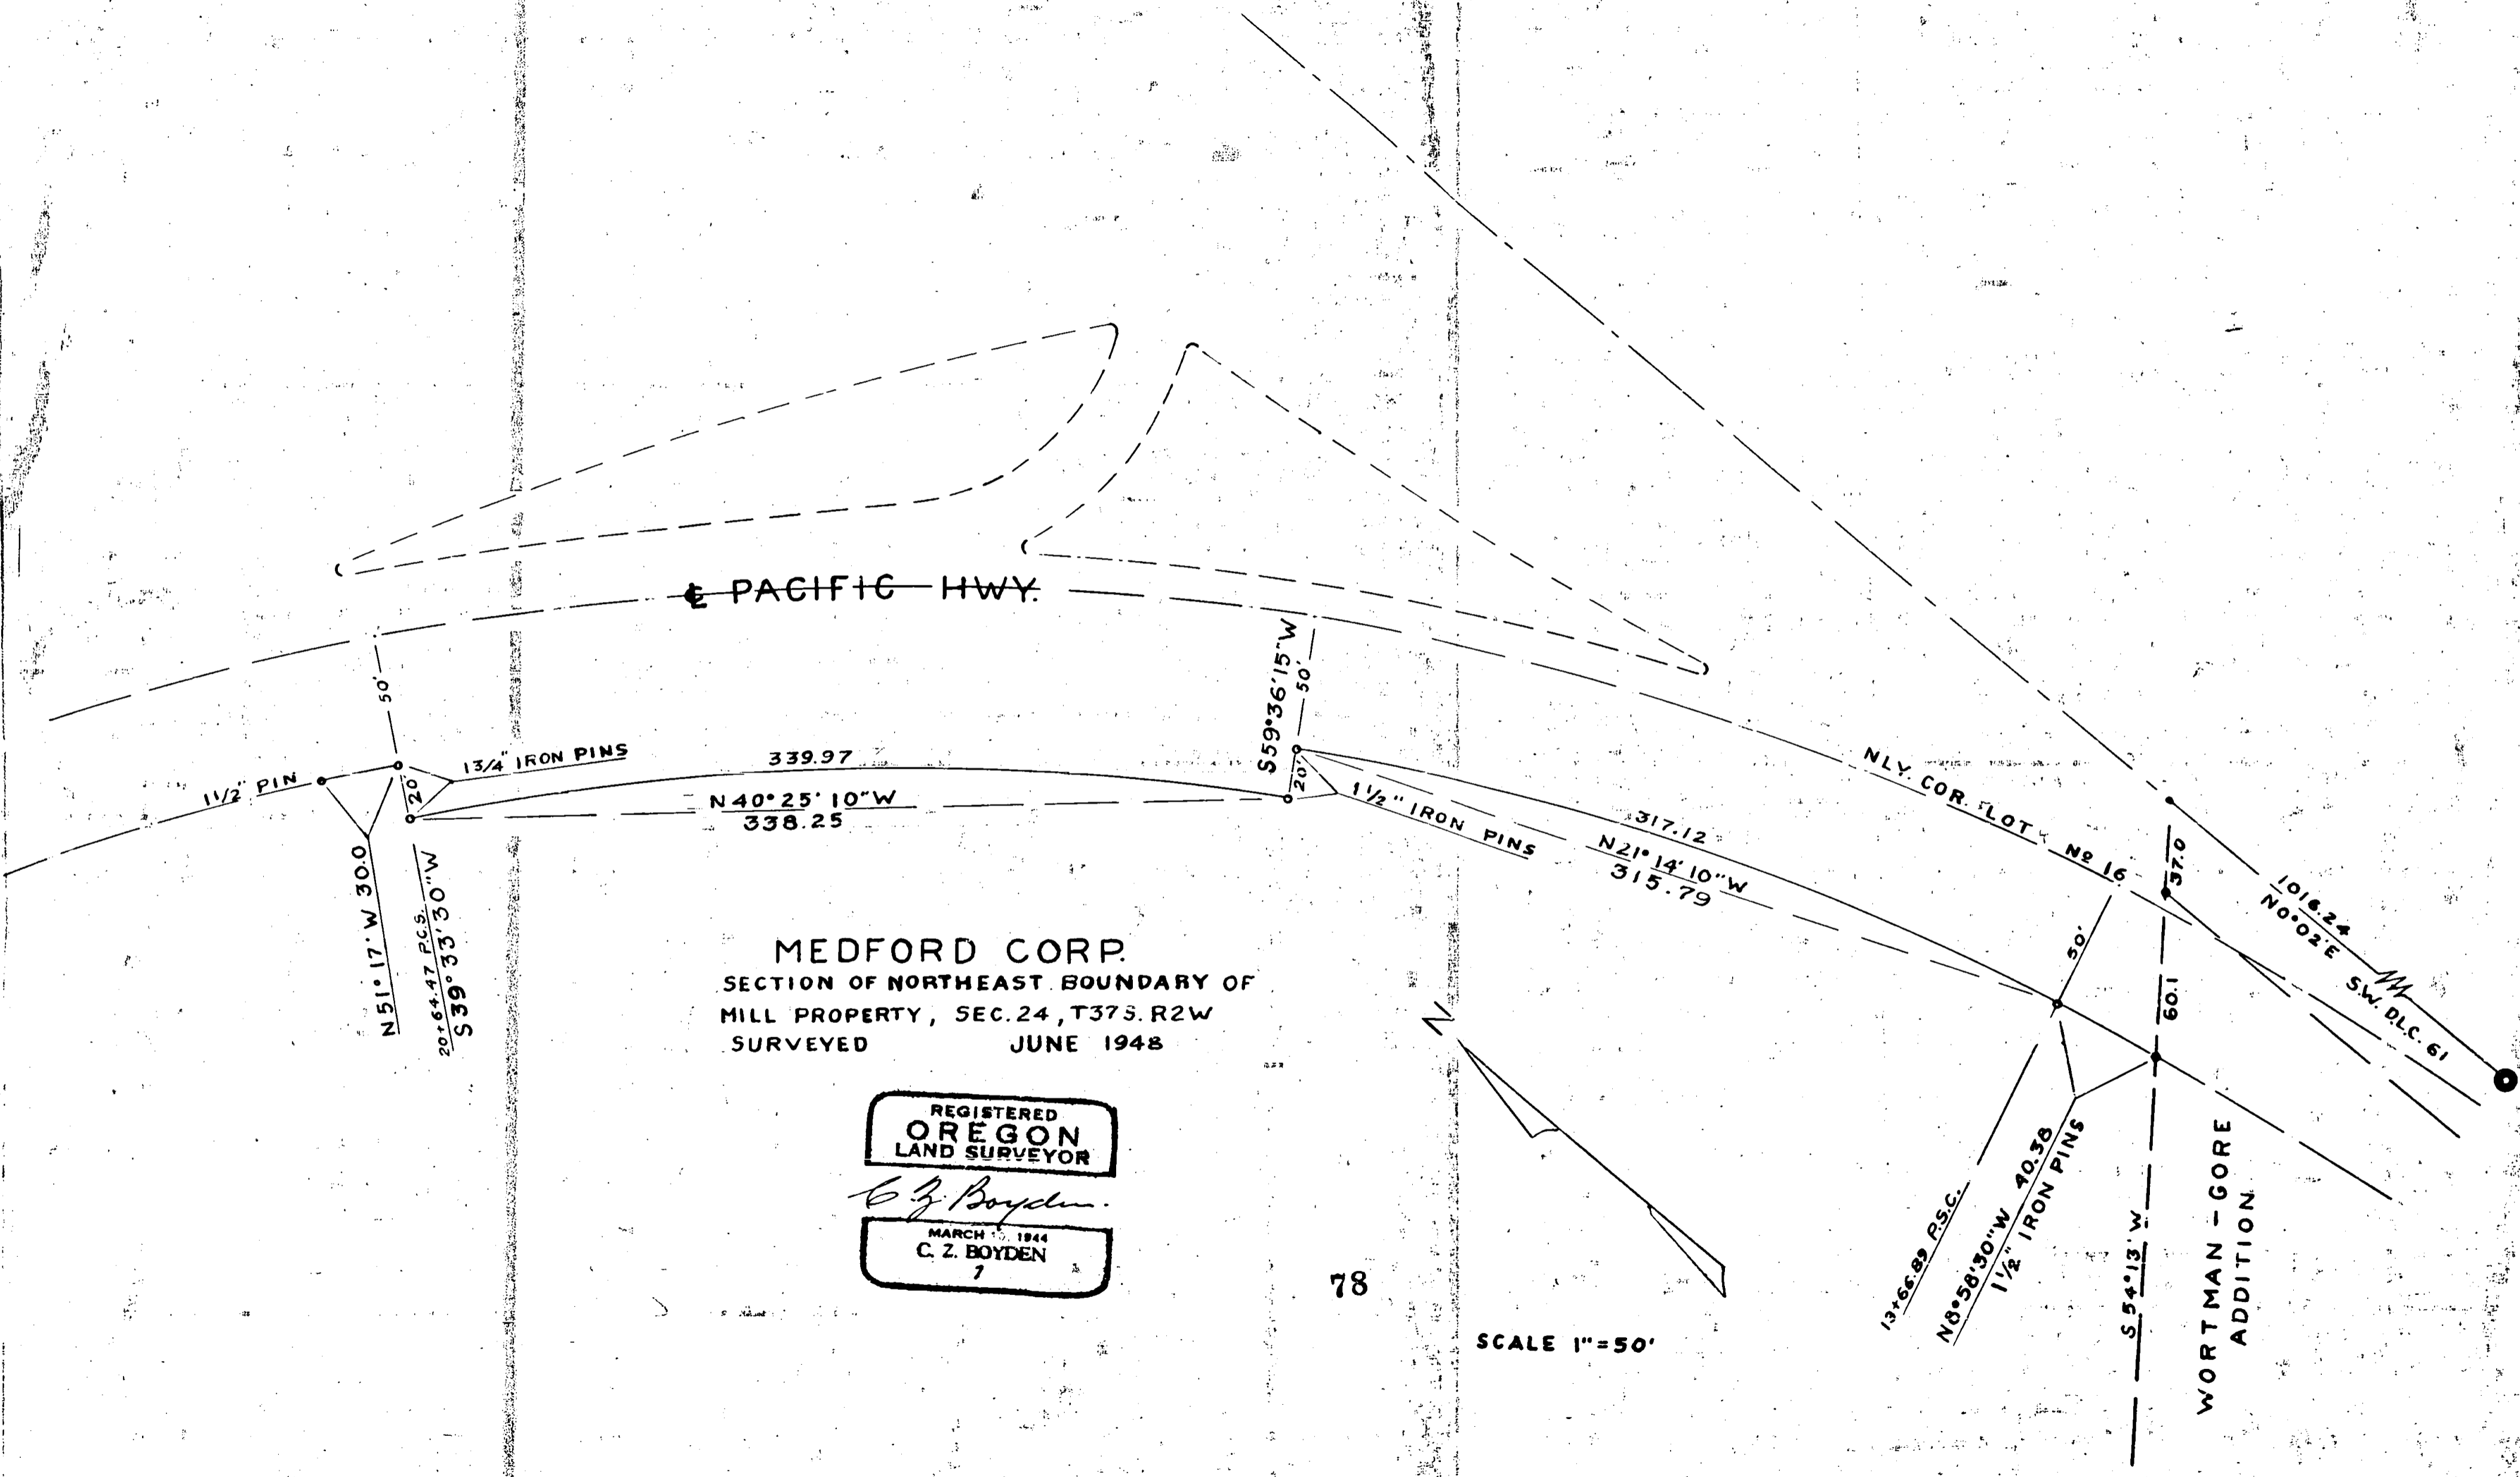 ℄ PACIFIC HWY.
50'
1 1/2" PIN
20'
1 3/4" IRON PINS
339.97
N 40° 25' 10" W
338.25
S59°36'15"W
50'
20'
1 1/2" IRON PINS
317.12
N21° 14' 10" W
315.79
NLY. COR. LOT Nº 16
37.0
1016.24
N0°02'E S.W. D.L.C. 61
50'
60.1
N51° 17' W 30.0
20+64.47 P.C.S.
S39° 33' 30" W
MEDFORD CORP.
SECTION OF NORTHEAST BOUNDARY OF
MILL PROPERTY, SEC. 24, T37S. R2W
SURVEYED JUNE 1948
N
REGISTERED
OREGON
LAND SURVEYOR
C. Z. Boyden.
MARCH 1944
C. Z. BOYDEN
7
78
SCALE 1"=50'
13+66.89 P.S.C.
N8°58'30"W 40.38
1 1/2" IRON PINS
S 54°13' W
WORTMAN-GORE
ADDITION